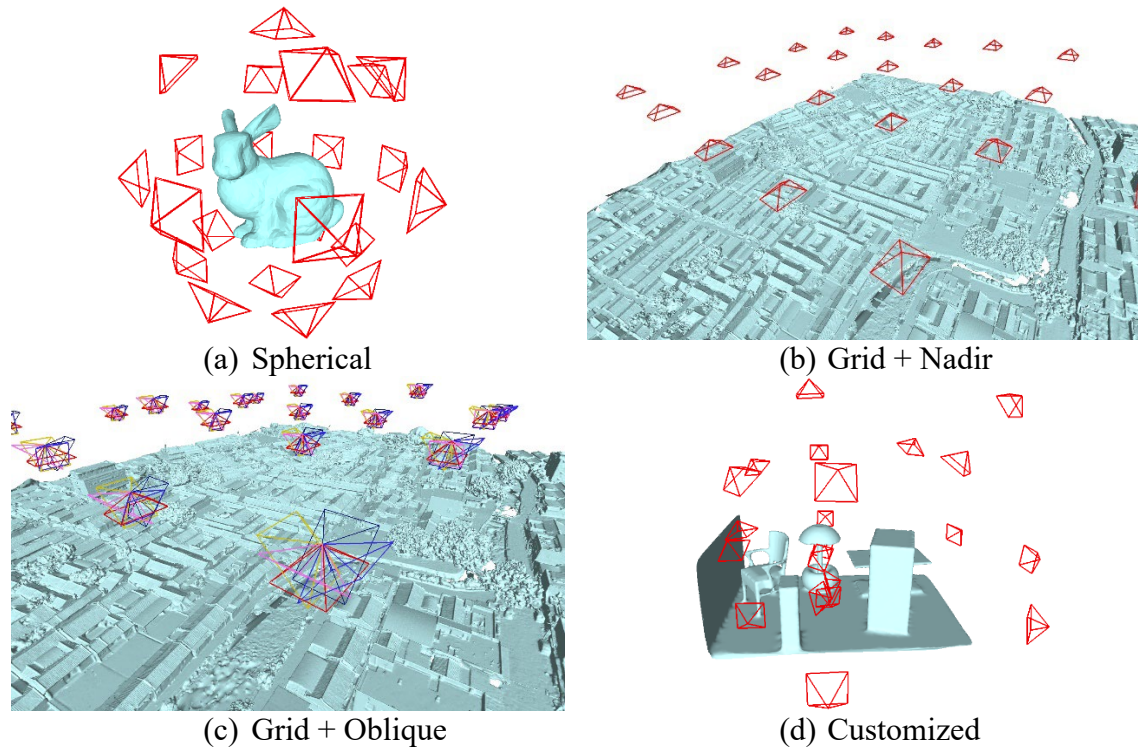 (a) Spherical
(b) Grid + Nadir
(c) Grid + Oblique
(d) Customized